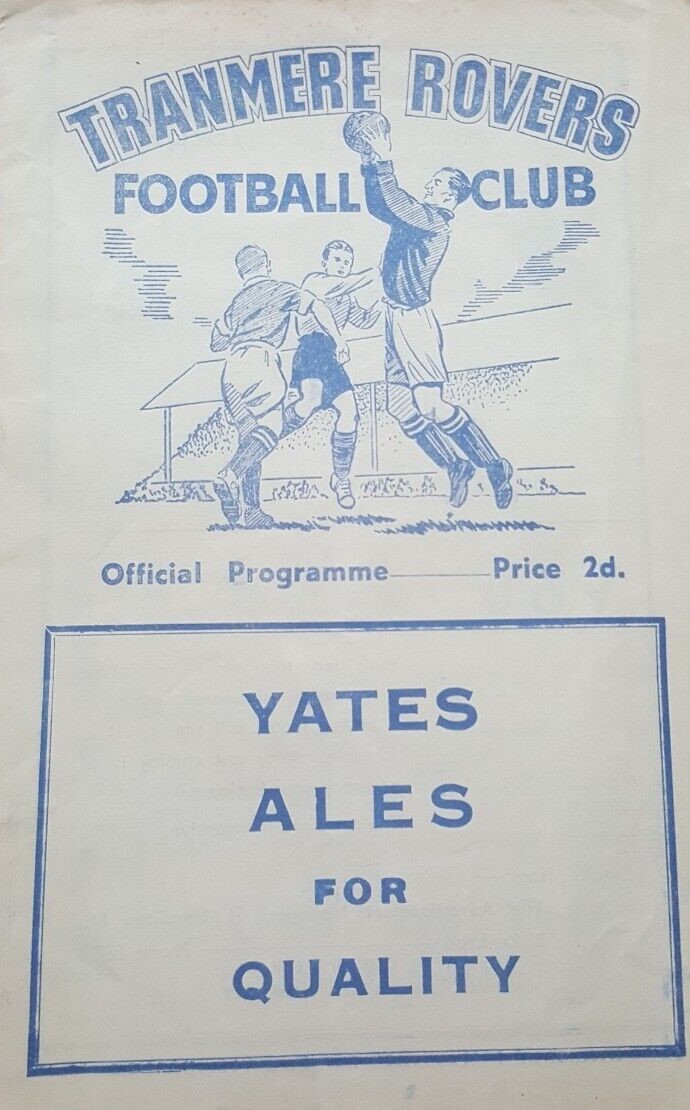 TRANMERE ROVERS
FOOTBALL CLUB
Official Programme Price 2d.
YATES
ALES
FOR
QUALITY